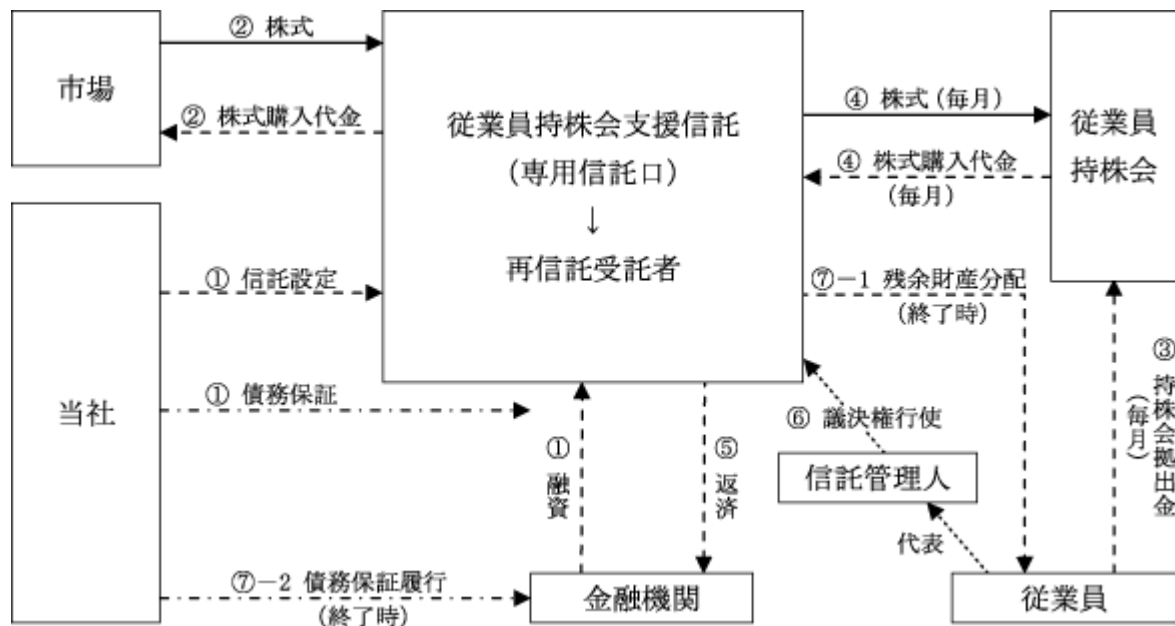 ② 株式
市場
② 株式購入代金
従業員持株会支援信託
(専用信託口)
↓
再信託受託者
④ 株式(毎月)
④ 株式購入代金
(毎月)
従業員
持株会
① 信託設定
⑦-1 残余財産分配
(終了時)
当社
① 債務保証
① 融資
⑤ 返済
⑥ 議決権行使
信託管理人
代表
③ 持株会拠出金
(毎月)
⑦-2 債務保証履行
(終了時)
金融機関
従業員